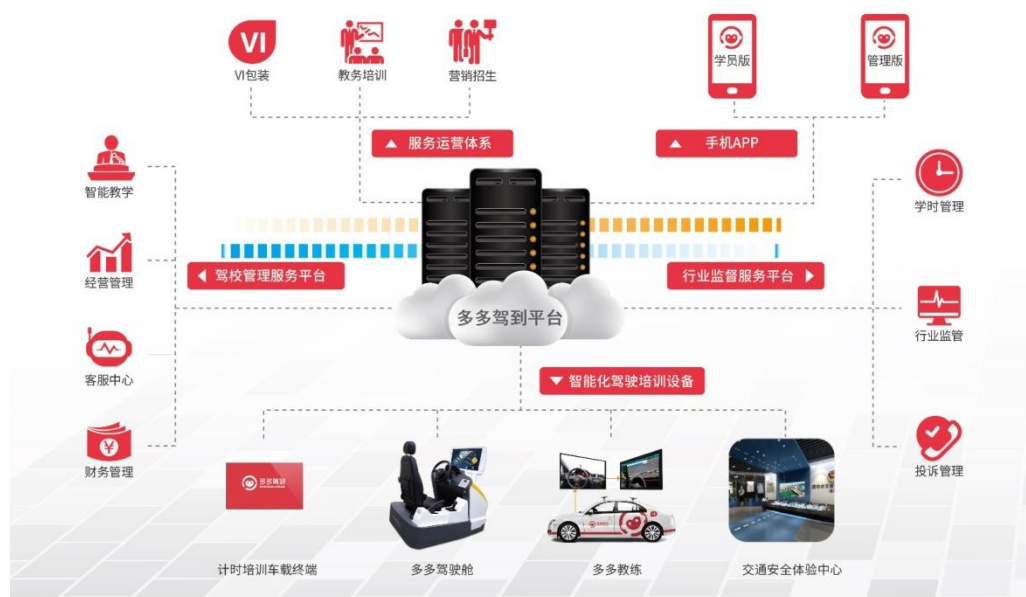 VI
VI包装
教务培训
营销招生
学员版
管理版
服务运营体系
手机APP
智能教学
经营管理
客服中心
财务管理
学时管理
行业监管
投诉管理
驾校管理服务平台
行业监督服务平台
多多驾到平台
智能化驾驶培训设备
计时培训车载终端
多多驾驶舱
多多教练
交通安全体验中心